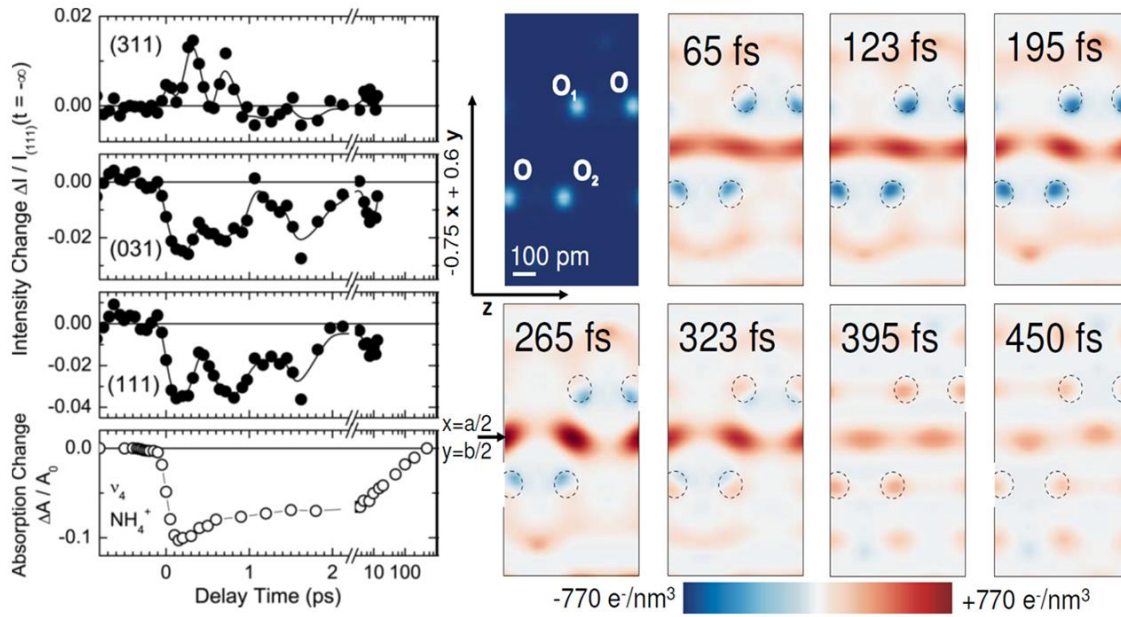 0.02
(311)
0.00
0.00
-0.02
(031)
0.00
-0.02
(111)
-0.04
0.0
ν4
NH4+
-0.1
0 1 2 10 100
Delay Time (ps)
Intensity Change ΔI / I(111)(t = -∞)
Absorption Change
ΔA / A0
-0.75 x + 0.6 y
z
O1 O
O O2
100 pm
65 fs
123 fs
195 fs
x=a/2
y=b/2
265 fs
323 fs
395 fs
450 fs
-770 e-/nm3
+770 e-/nm3